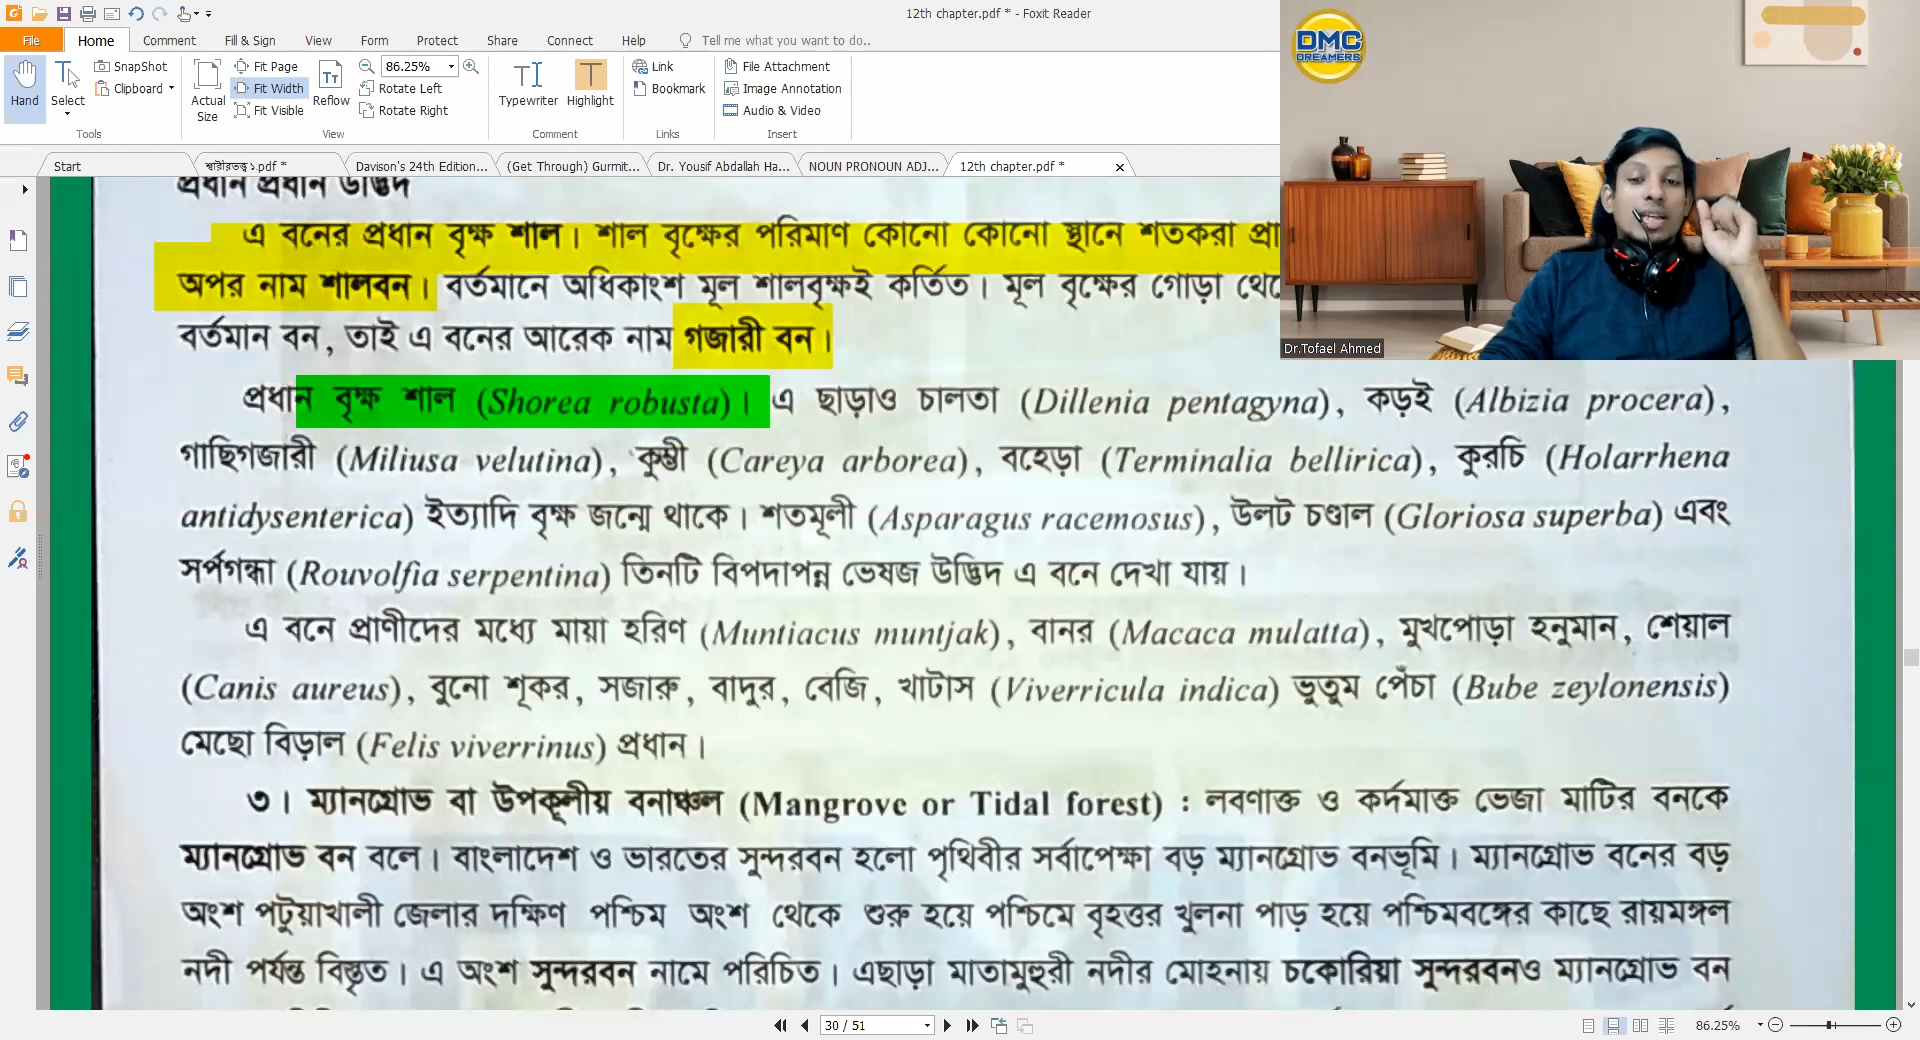 12th chapter.pdf * - Foxit Reader
File Home Comment Fill & Sign View Form Protect Share Connect Help Tell me what you want to do..
Hand Select SnapShot Clipboard Actual Size Fit Page Fit Width Fit Visible Reflow 86.25% Rotate Left Rotate Right Typewriter Highlight Link Bookmark File Attachment Image Annotation Audio & Video
Tools View Comment Links Insert
Start শারীরতত্ত্ব ১.pdf * Davison's 24th Edition... (Get Through) Gurmit... Dr. Yousif Abdallah Ha... NOUN PRONOUN ADJ... 12th chapter.pdf *
DMC
DREAMERS
Dr.Tofael Ahmed
প্রধান প্রধান উদ্ভিদ
এ বনের প্রধান বৃক্ষ শাল। শাল বৃক্ষের পরিমাণ কোনো কোনো স্থানে শতকরা প্রা
অপর নাম শালবন। বর্তমানে অধিকাংশ মূল শালবৃক্ষই কর্তিত। মূল বৃক্ষের গোড়া থে
বর্তমান বন, তাই এ বনের আরেক নাম গজারী বন।
প্রধান বৃক্ষ শাল (Shorea robusta)। এ ছাড়াও চালতা (Dillenia pentagyna), কড়ই (Albizia procera),
গাছিগজারী (Miliusa velutina), কুম্ভী (Careya arborea), বহেড়া (Terminalia bellirica), কুরচি (Holarrhena
antidysenterica) ইত্যাদি বৃক্ষ জন্মে থাকে। শতমূলী (Asparagus racemosus), উলট চণ্ডাল (Gloriosa superba) এবং
সর্পগন্ধা (Rouvolfia serpentina) তিনটি বিপদাপন্ন ভেষজ উদ্ভিদ এ বনে দেখা যায়।
এ বনে প্রাণীদের মধ্যে মায়া হরিণ (Muntiacus muntjak), বানর (Macaca mulatta), মুখপোড়া হনুমান, শেয়াল
(Canis aureus), বুনো শূকর, সজারু, বাদুর, বেজি, খাটাস (Viverricula indica) ভুতুম পেঁচা (Bube zeylonensis)
মেছো বিড়াল (Felis viverrinus) প্রধান।
৩। ম্যানগ্রোভ বা উপকূলীয় বনাঞ্চল (Mangrove or Tidal forest) : লবণাক্ত ও কর্দমাক্ত ভেজা মাটির বনকে
ম্যানগ্রোভ বন বলে। বাংলাদেশ ও ভারতের সুন্দরবন হলো পৃথিবীর সর্বাপেক্ষা বড় ম্যানগ্রোভ বনভূমি। ম্যানগ্রোভ বনের বড়
অংশ পটুয়াখালী জেলার দক্ষিণ পশ্চিম অংশ থেকে শুরু হয়ে পশ্চিমে বৃহত্তর খুলনা পাড় হয়ে পশ্চিমবঙ্গের কাছে রায়মঙ্গল
নদী পর্যন্ত বিস্তৃত। এ অংশ সুন্দরবন নামে পরিচিত। এছাড়া মাতামুহুরী নদীর মোহনায় চকোরিয়া সুন্দরবনও ম্যানগ্রোভ বন
30 / 51 86.25%